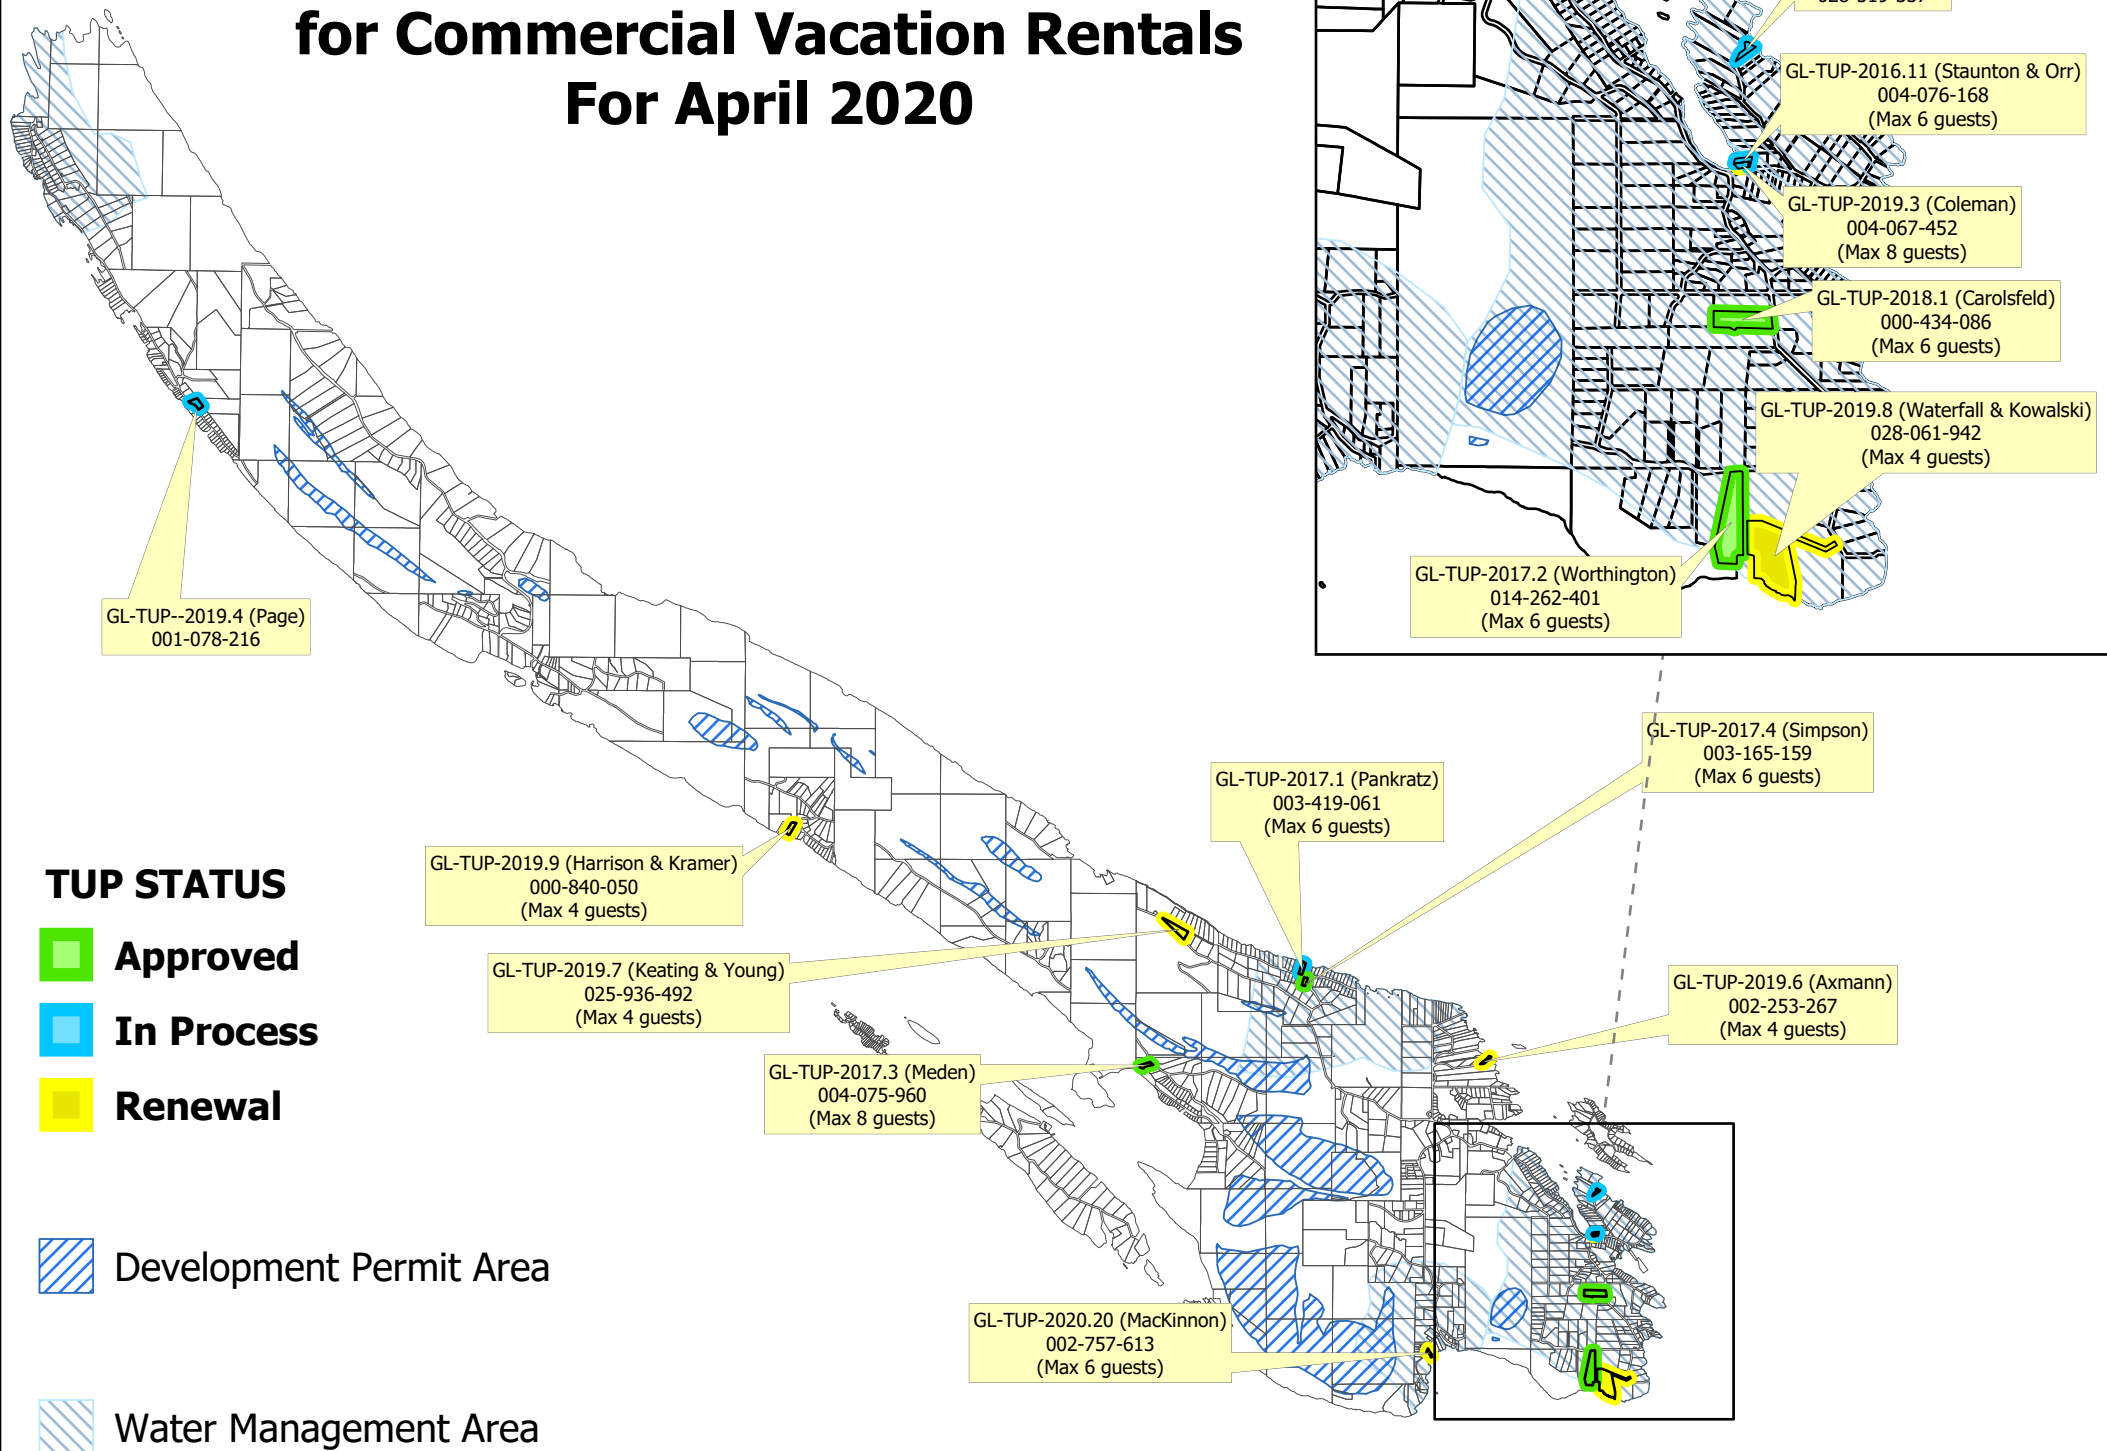 for Commercial Vacation Rentals
For April 2020
GL-TUP-2016.11 (Staunton & Orr)
004-076-168
(Max 6 guests)
GL-TUP-2019.3 (Coleman)
004-067-452
(Max 8 guests)
GL-TUP-2018.1 (Carolsfeld)
000-434-086
(Max 6 guests)
GL-TUP-2019.8 (Waterfall & Kowalski)
028-061-942
(Max 4 guests)
GL-TUP-2017.2 (Worthington)
014-262-401
(Max 6 guests)
GL-TUP--2019.4 (Page)
001-078-216
GL-TUP-2017.4 (Simpson)
003-165-159
(Max 6 guests)
GL-TUP-2017.1 (Pankratz)
003-419-061
(Max 6 guests)
GL-TUP-2019.9 (Harrison & Kramer)
000-840-050
(Max 4 guests)
GL-TUP-2019.7 (Keating & Young)
025-936-492
(Max 4 guests)
GL-TUP-2019.6 (Axmann)
002-253-267
(Max 4 guests)
GL-TUP-2017.3 (Meden)
004-075-960
(Max 8 guests)
GL-TUP-2020.20 (MacKinnon)
002-757-613
(Max 6 guests)
TUP STATUS
Approved
In Process
Renewal
Development Permit Area
Water Management Area